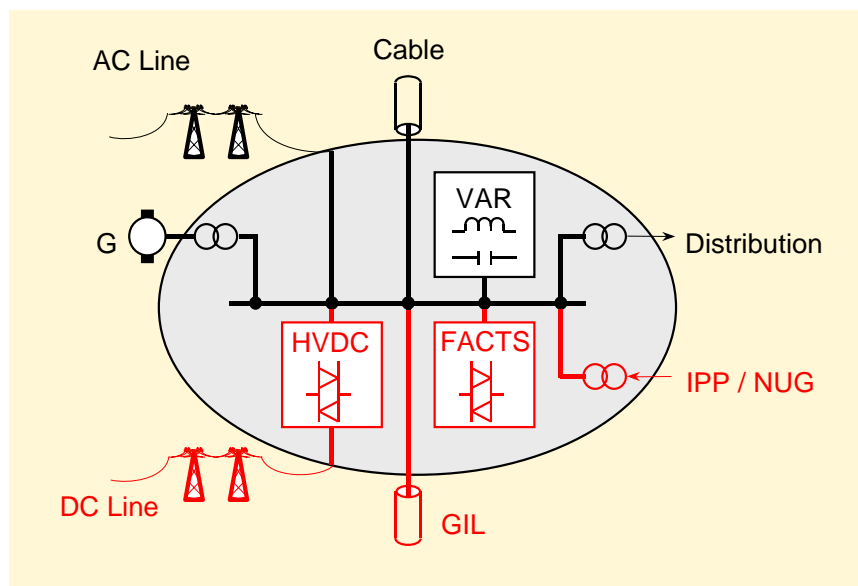 AC Line
Cable
VAR
G
Distribution
HVDC
FACTS
IPP / NUG
DC Line
GIL